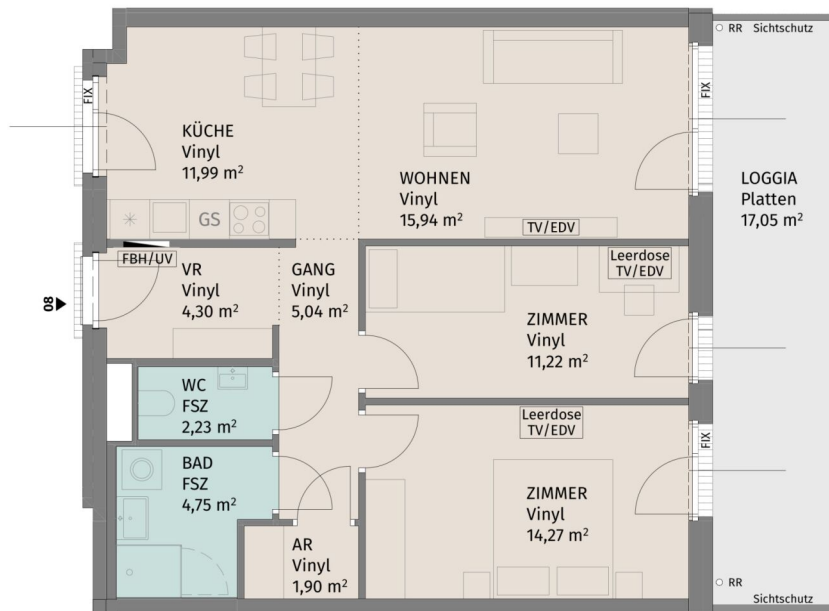 RR Sichtschutz
FIX
FIX
KÜCHE
Vinyl
11,99 m²
GS
WOHNEN
Vinyl
15,94 m²
TV/EDV
LOGGIA
Platten
17,05 m²
FBH/UV
VR
Vinyl
4,30 m²
GANG
Vinyl
5,04 m²
Leerdose
TV/EDV
08
ZIMMER
Vinyl
11,22 m²
WC
FSZ
2,23 m²
Leerdose
TV/EDV
FIX
BAD
FSZ
4,75 m²
ZIMMER
Vinyl
14,27 m²
AR
Vinyl
1,90 m²
RR
Sichtschutz